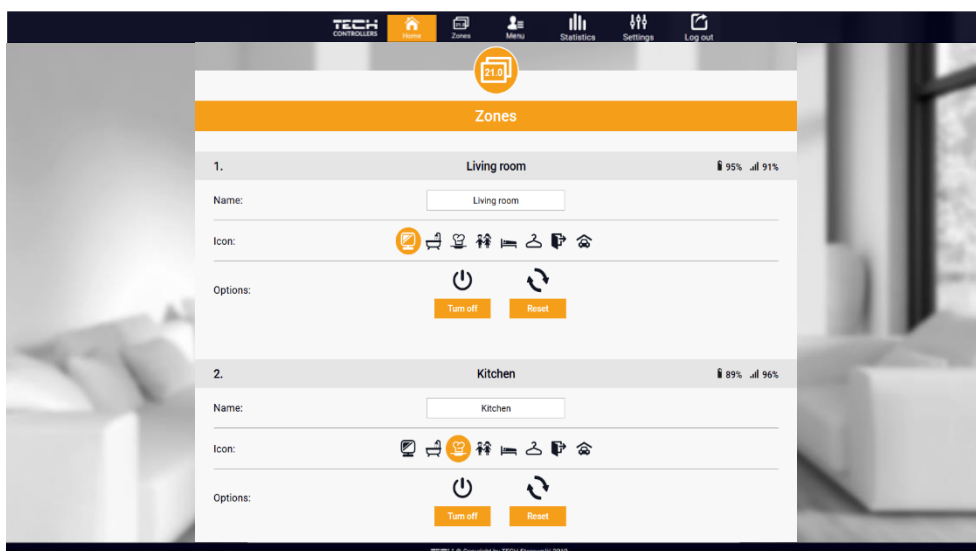 TECH
CONTROLLERS
Home Zones Menu Statistics Settings Log out
21.0
Zones
1. Living room 95% 91%
Name: Living room
Icon:
Options:
Turn off Reset
2. Kitchen 89% 96%
Name: Kitchen
Icon:
Options:
Turn off Reset